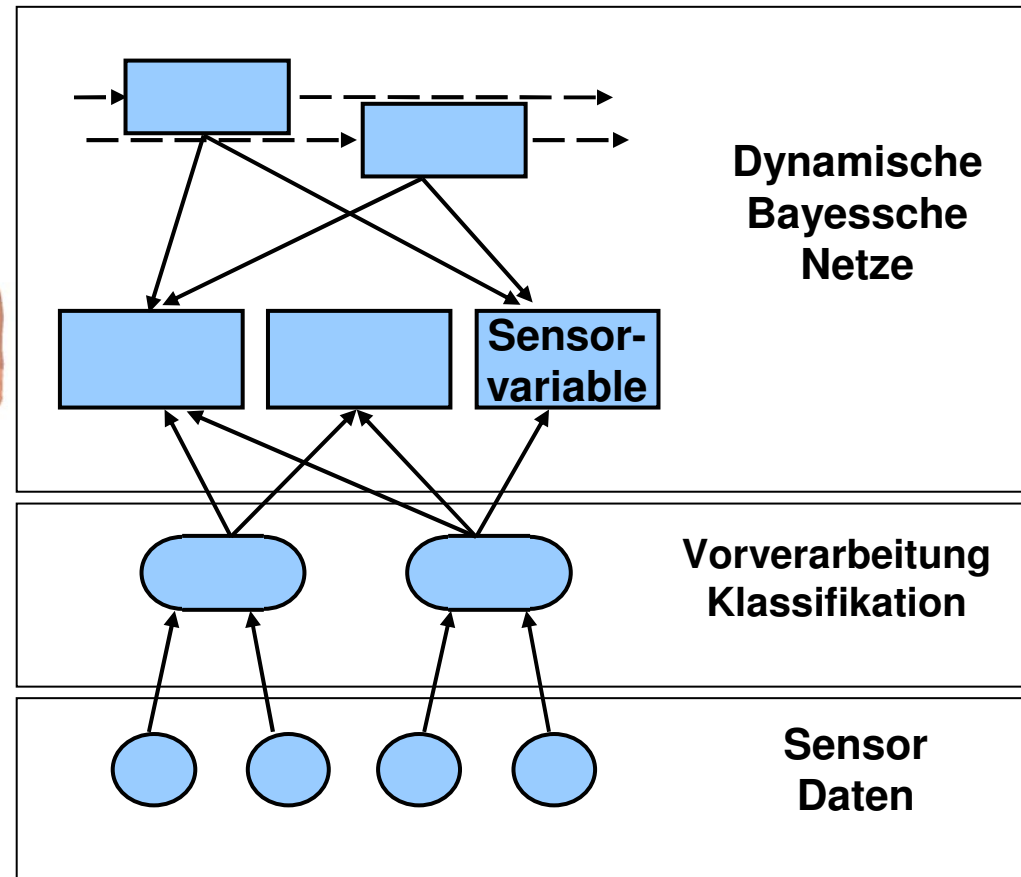 Dynamische
Bayessche
Netze
Sensor-
variable
Vorverarbeitung
Klassifikation
Sensor
Daten